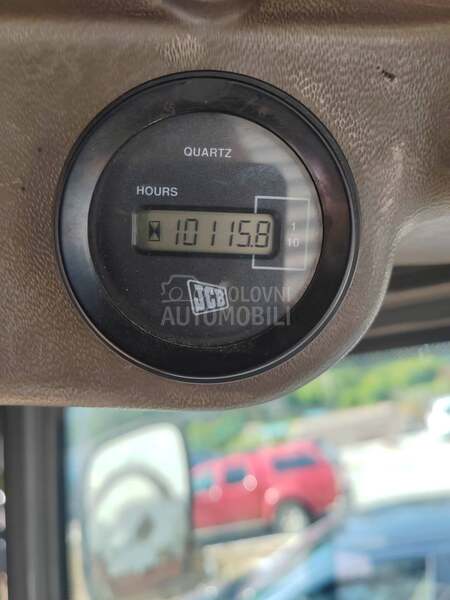 QUARTZ
HOURS
10115.8
1
10
JCB
POLOVNI
AUTOMOBILI